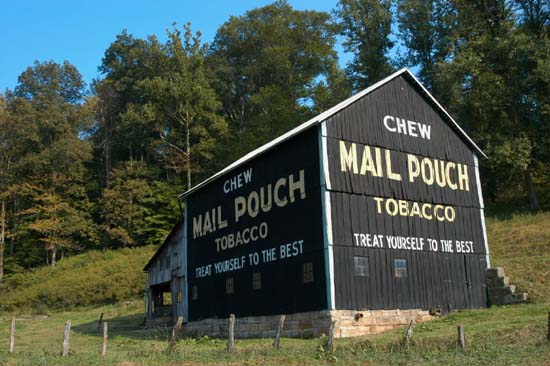 CHEW
MAIL POUCH
TOBACCO
TREAT YOURSELF TO THE BEST
CHEW
MAIL POUCH
TOBACCO
TREAT YOURSELF TO THE BEST